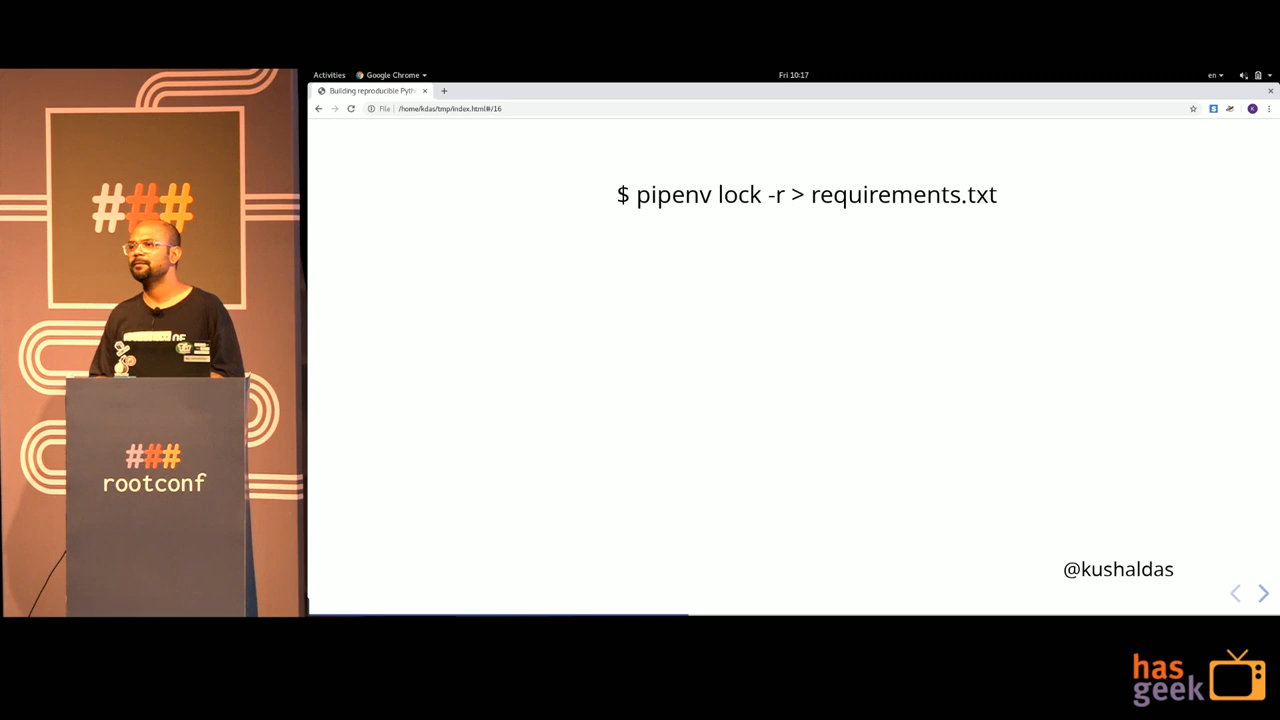 ###
OF
###
rootconf
Activities
Google Chrome
Fri 10:17
en
Building reproducible Pyth
File
/home/kdas/tmp/index.html#/16
K
$ pipenv lock -r > requirements.txt
@kushaldas
has
geek